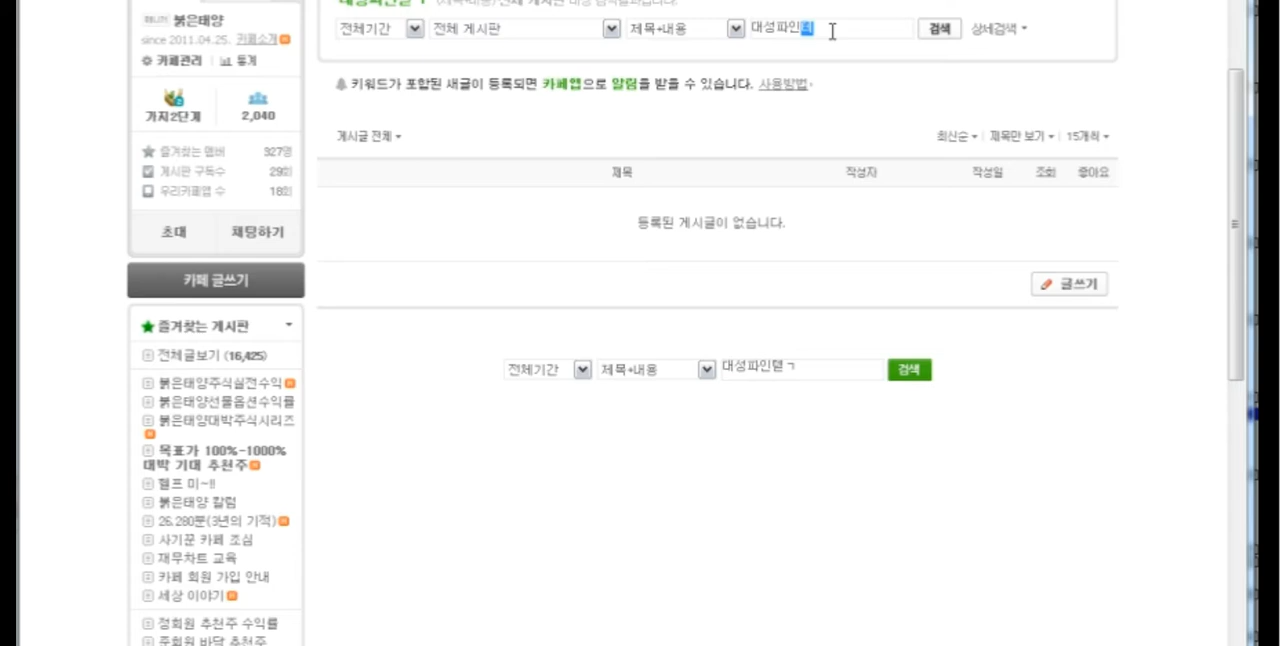 매니저 붉은태양
since 2011.04.25. 카페소개
카페관리 통계
가지2단계 2,040
즐겨찾는 멤버 327명
게시판 구독수 29회
우리카페앱 수 18회
초대 채팅하기
카페 글쓰기
즐겨찾는 게시판
전체글보기 (16,425)
붉은태양주식실전수익
붉은태양선물옵션수익률
붉은태양대박주식시리즈
목표가 100%-1000%
대박 기대 추천주
헬프 미~!!
붉은태양 칼럼
26,280분(3년의 기적)
사기꾼 카페 조심
재무차트 교육
카페 회원 가입 안내
세상 이야기
정회원 추천주 수익률
준회원 바닥 추천주
전체기간 전체 게시판 제목+내용 대성파인 검색 상세검색
키워드가 포함된 새글이 등록되면 카페앱으로 알림을 받을 수 있습니다. 사용방법
게시글 전체 최신순 제목만 보기 15개씩
제목 작성자 작성일 조회 좋아요
등록된 게시글이 없습니다.
글쓰기
전체기간 제목+내용 대성파인텥ㄱ 검색